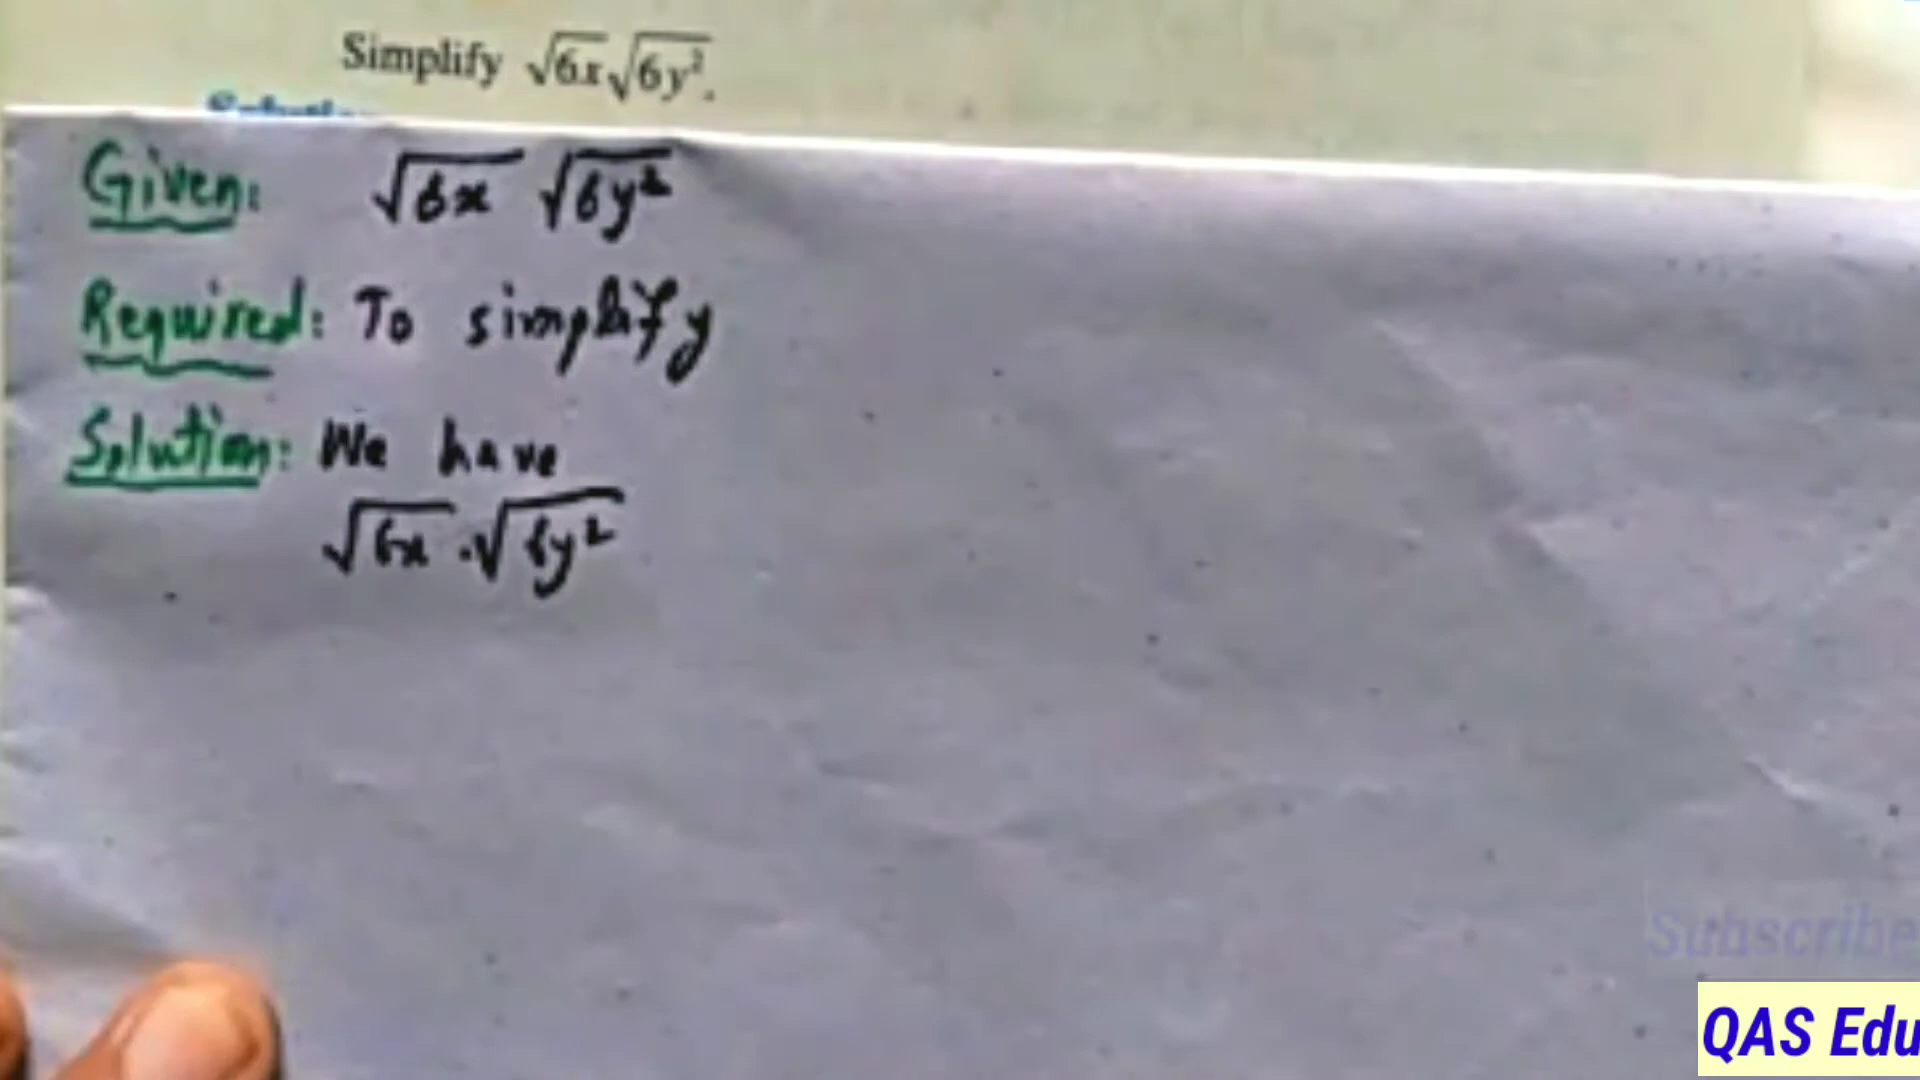 Simplify √6x√6y².
Given: √6x √6y²
Required: To simplify
Solution: We have
√6x . √6y²
Subscribe
QAS Edu